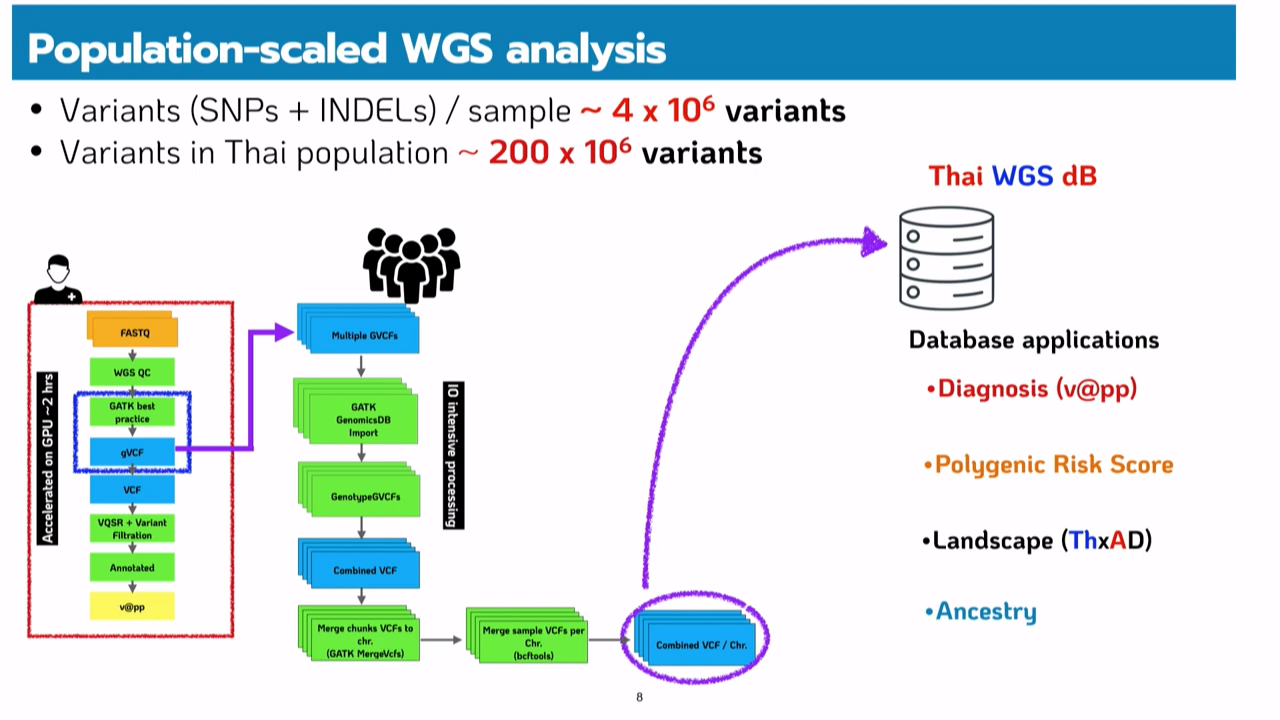 Population-scaled WGS analysis
• Variants (SNPs + INDELs) / sample ~ 4 x 10⁶ variants
• Variants in Thai population ~ 200 x 10⁶ variants
Thai WGS dB
Accelerated on GPU ~2 hrs
FASTQ
WGS QC
GATK best
practice
gVCF
VCF
VQSR + Variant
Filtration
Annotated
v@pp
Multiple GVCFs
GATK
GenomicsDB
Import
GenotypeGVCFs
Combined VCF
Merge chunks VCFs to
chr.
(GATK MergeVcfs)
IO intensive processing
Merge sample VCFs per
Chr.
(bcftools)
Combined VCF / Chr.
Database applications
•Diagnosis (v@pp)
•Polygenic Risk Score
•Landscape (ThxAD)
•Ancestry
8